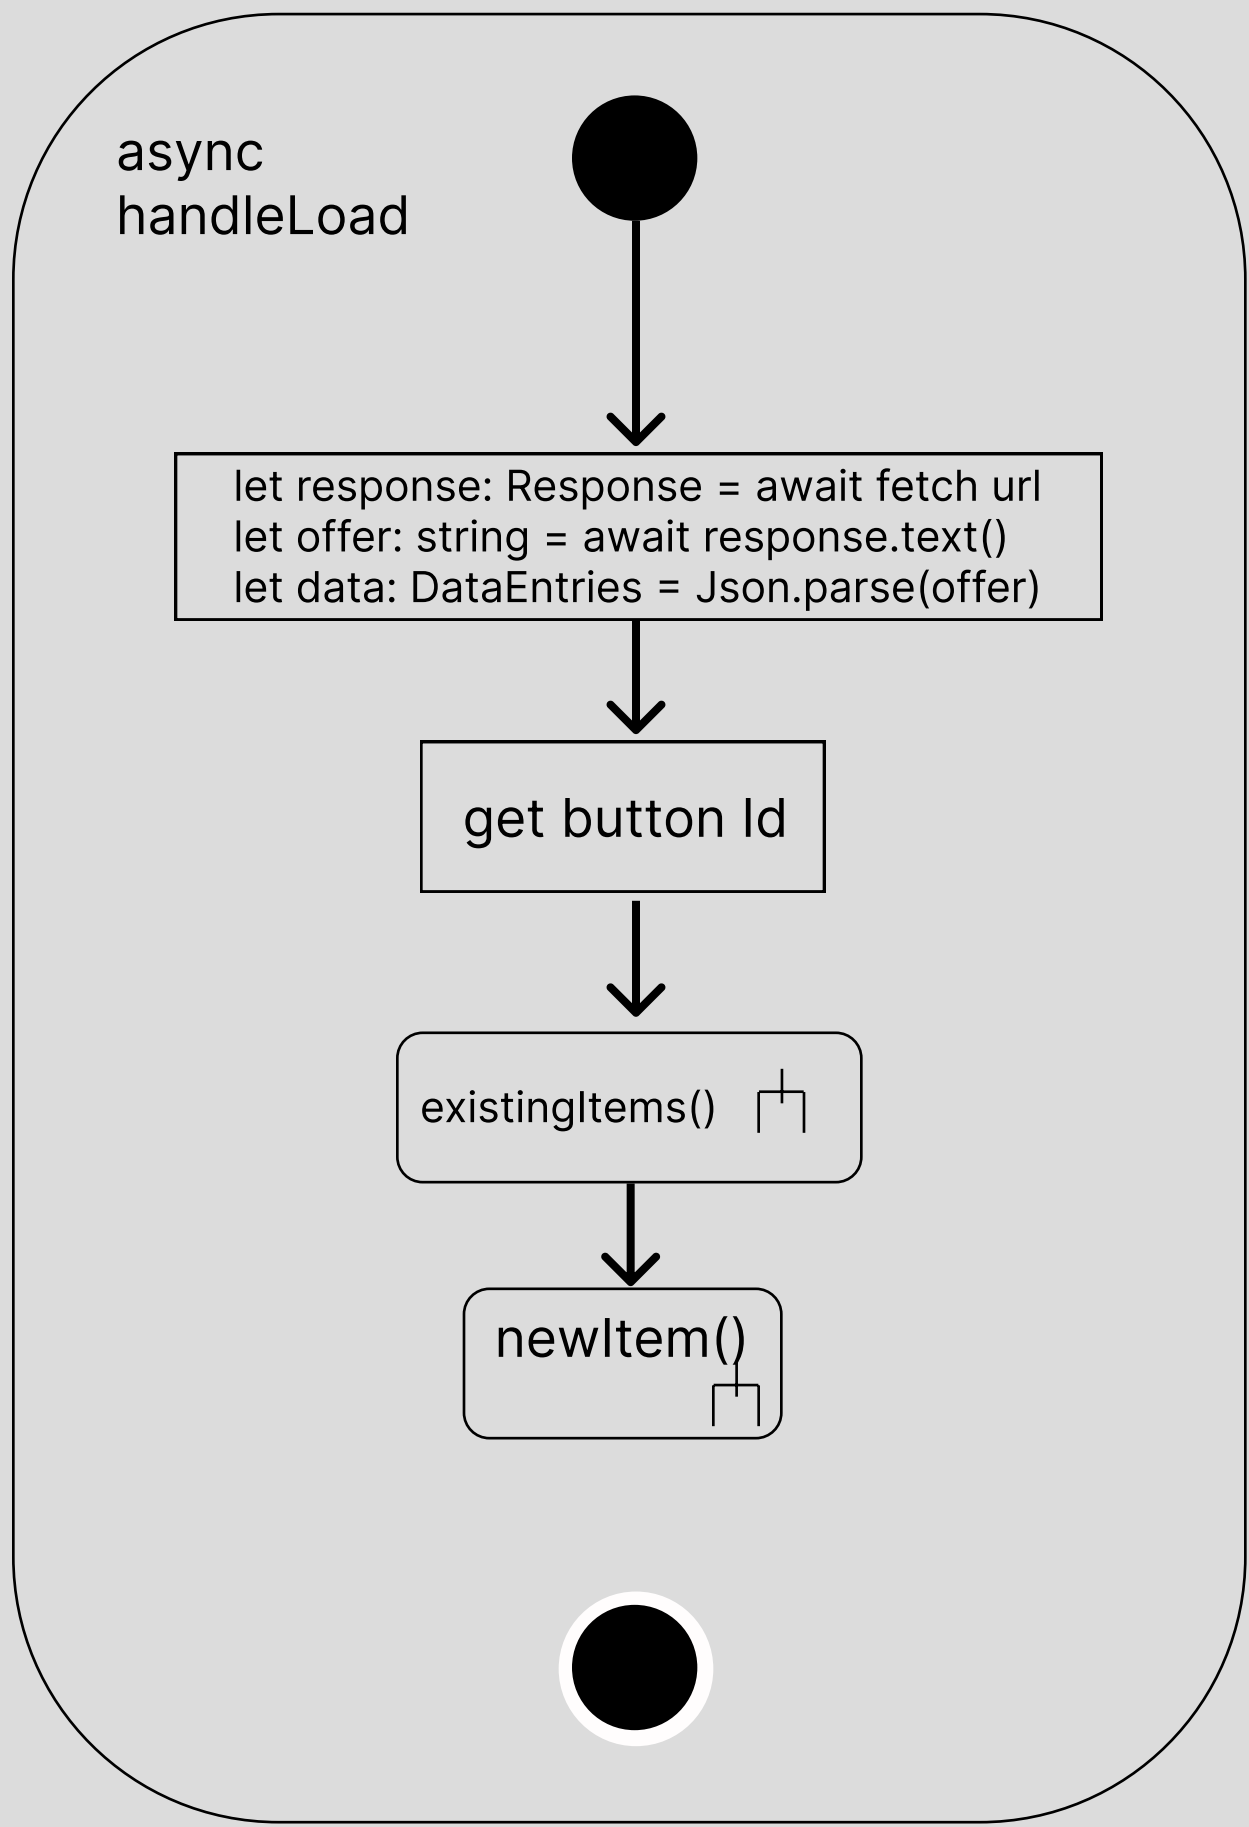 async
handleLoad
let response: Response = await fetch url
let offer: string = await response.text()
let data: DataEntries = Json.parse(offer)
get button Id
existingItems()
newItem()